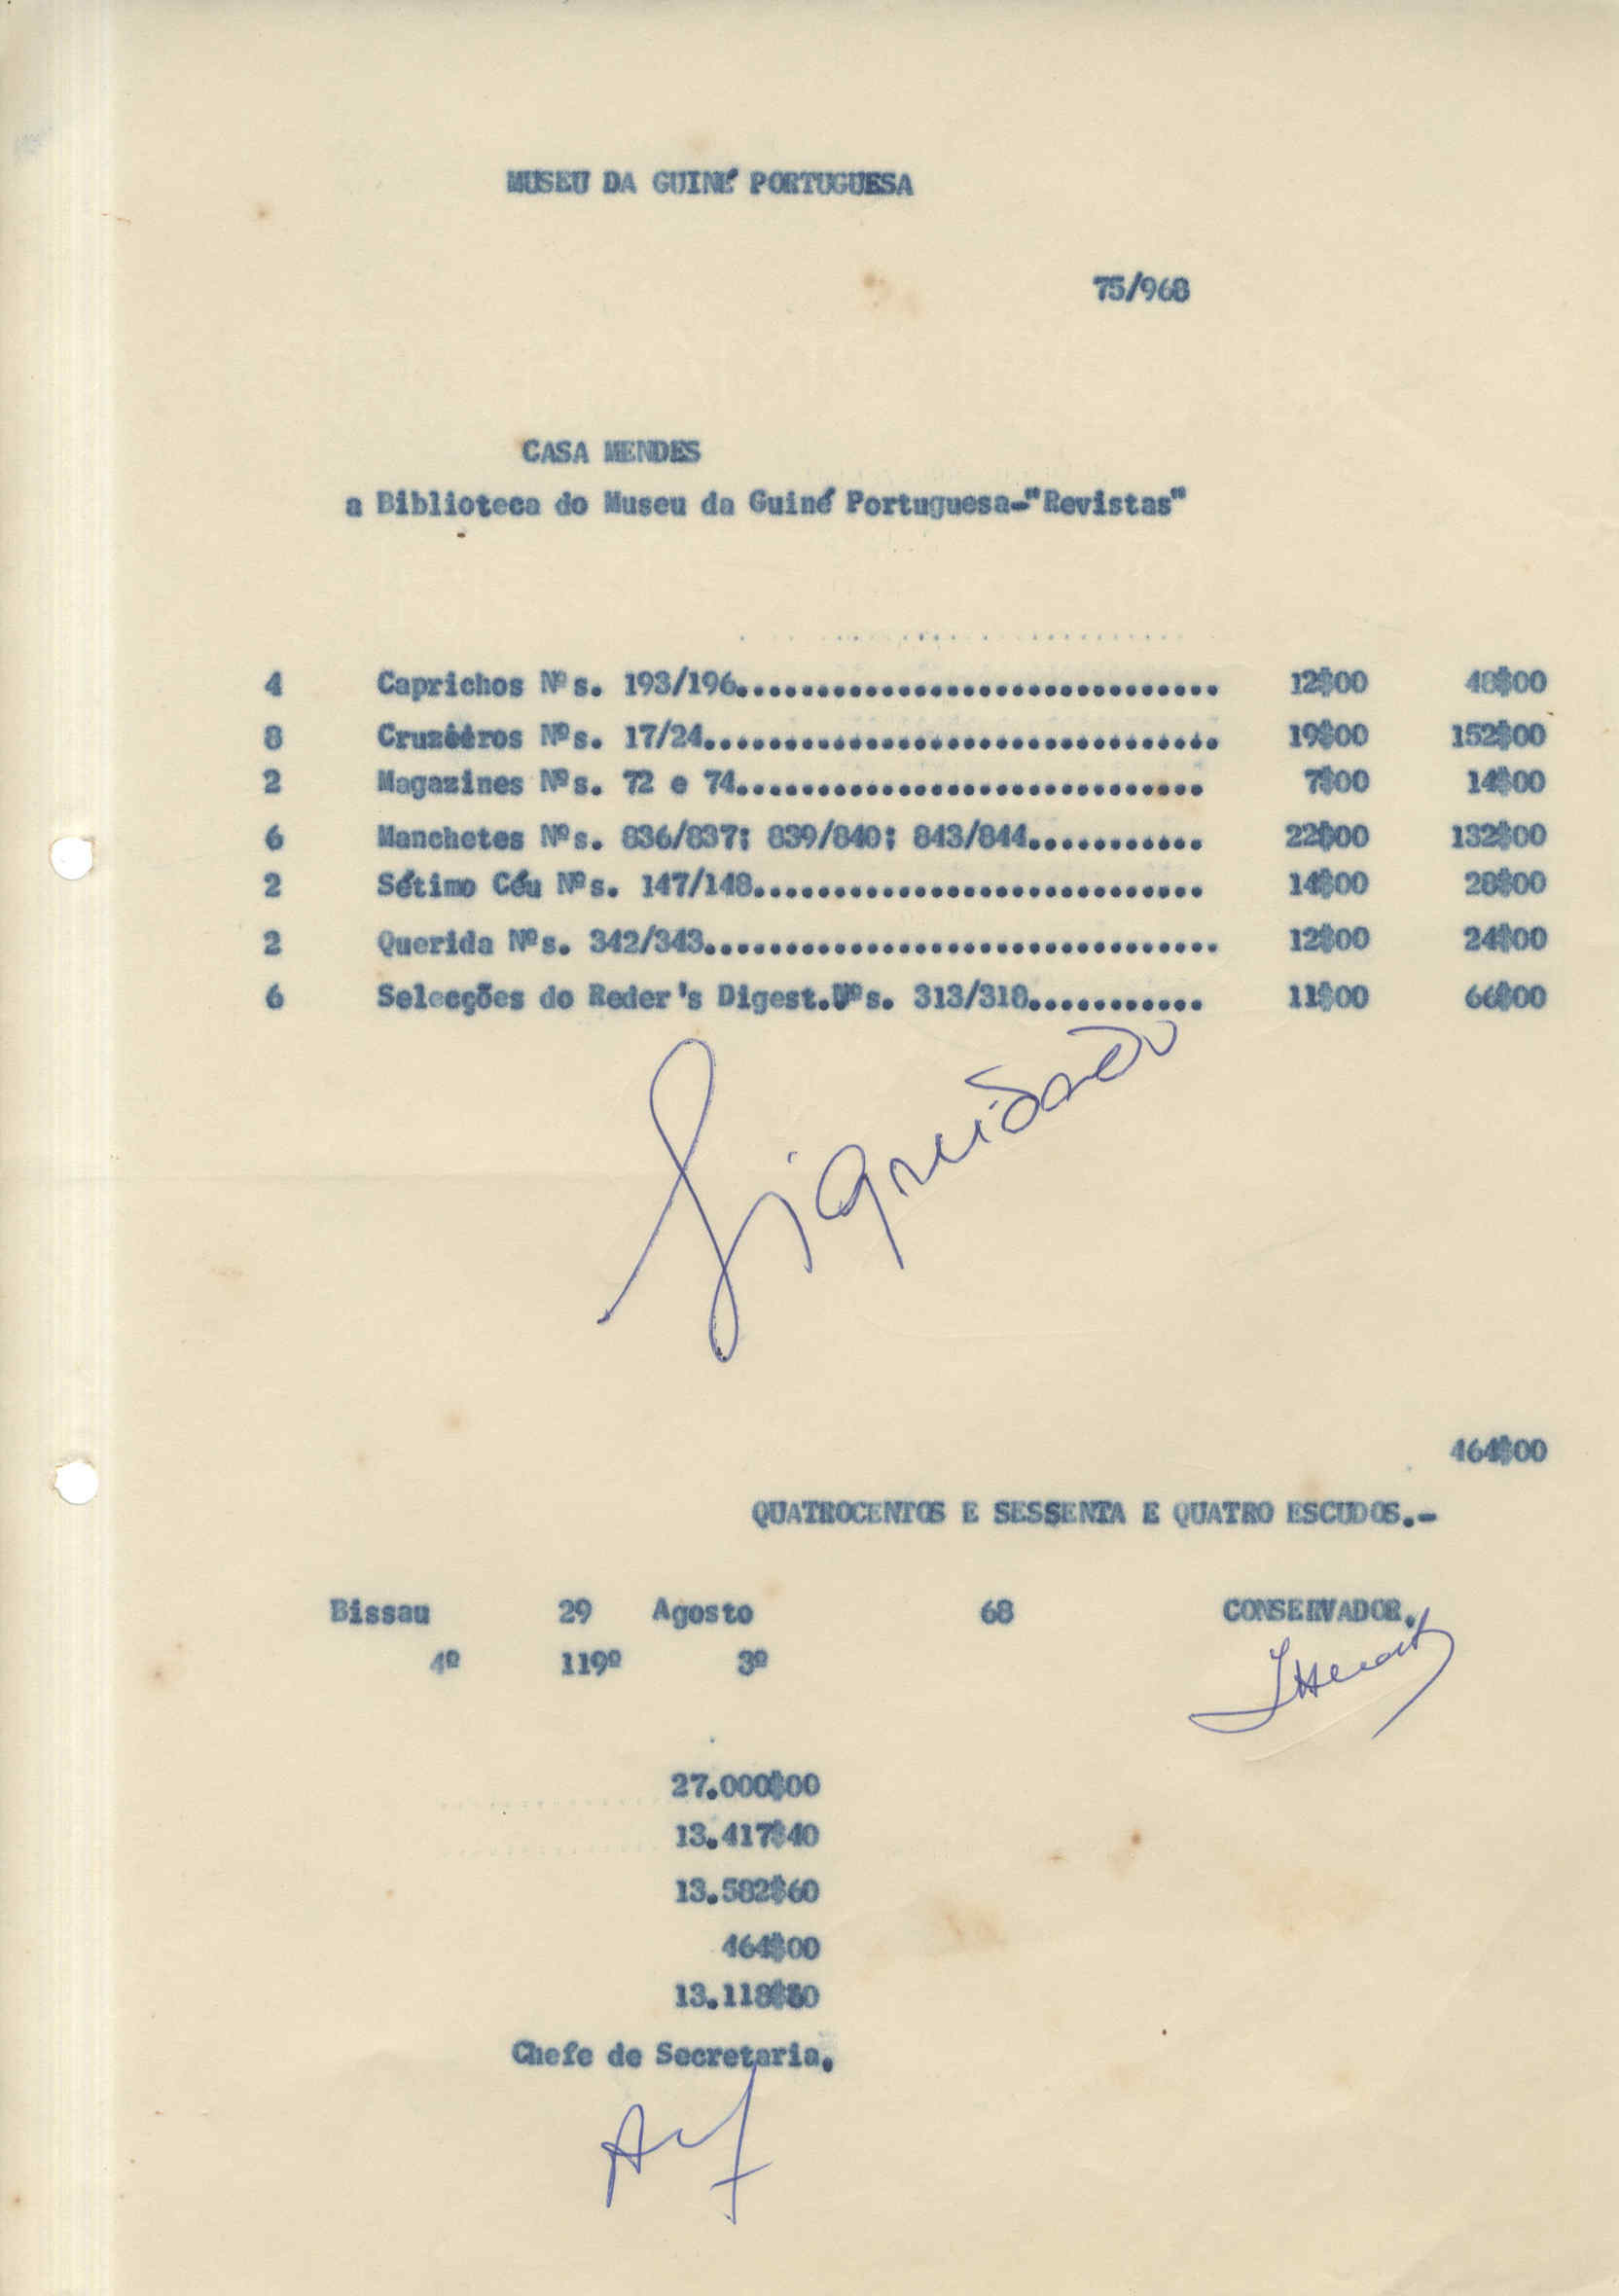 MUSEU DA GUINÉ PORTUGUESA
75/968
CASA MENDES
a Biblioteca do Museu da Guiné Portuguesa-"Revistas"
4 Caprichos Nºs. 193/196.............................. 12$00 48$00
8 Cruzêêros Nºs. 17/24................................ 19$00 152$00
2 Magazines Nºs. 72 e 74............................. 7$00 14$00
6 Manchetes Nºs. 836/837; 839/840; 843/844........... 22$00 132$00
2 Sétimo Céu Nºs. 147/148............................ 14$00 28$00
2 Querida Nºs. 342/343................................ 12$00 24$00
6 Selecções do Reder's Digest.Nºs. 313/318........... 11$00 66$00
Liquidado
464$00
QUATROCENTOS E SESSENTA E QUATRO ESCUDOS.-
Bissau 29 Agosto 68 CONSERVADOR,
4º 119º 3º
27.000$00
13.417$40
13.582$60
464$00
13.118$60
Chefe de Secretaria,